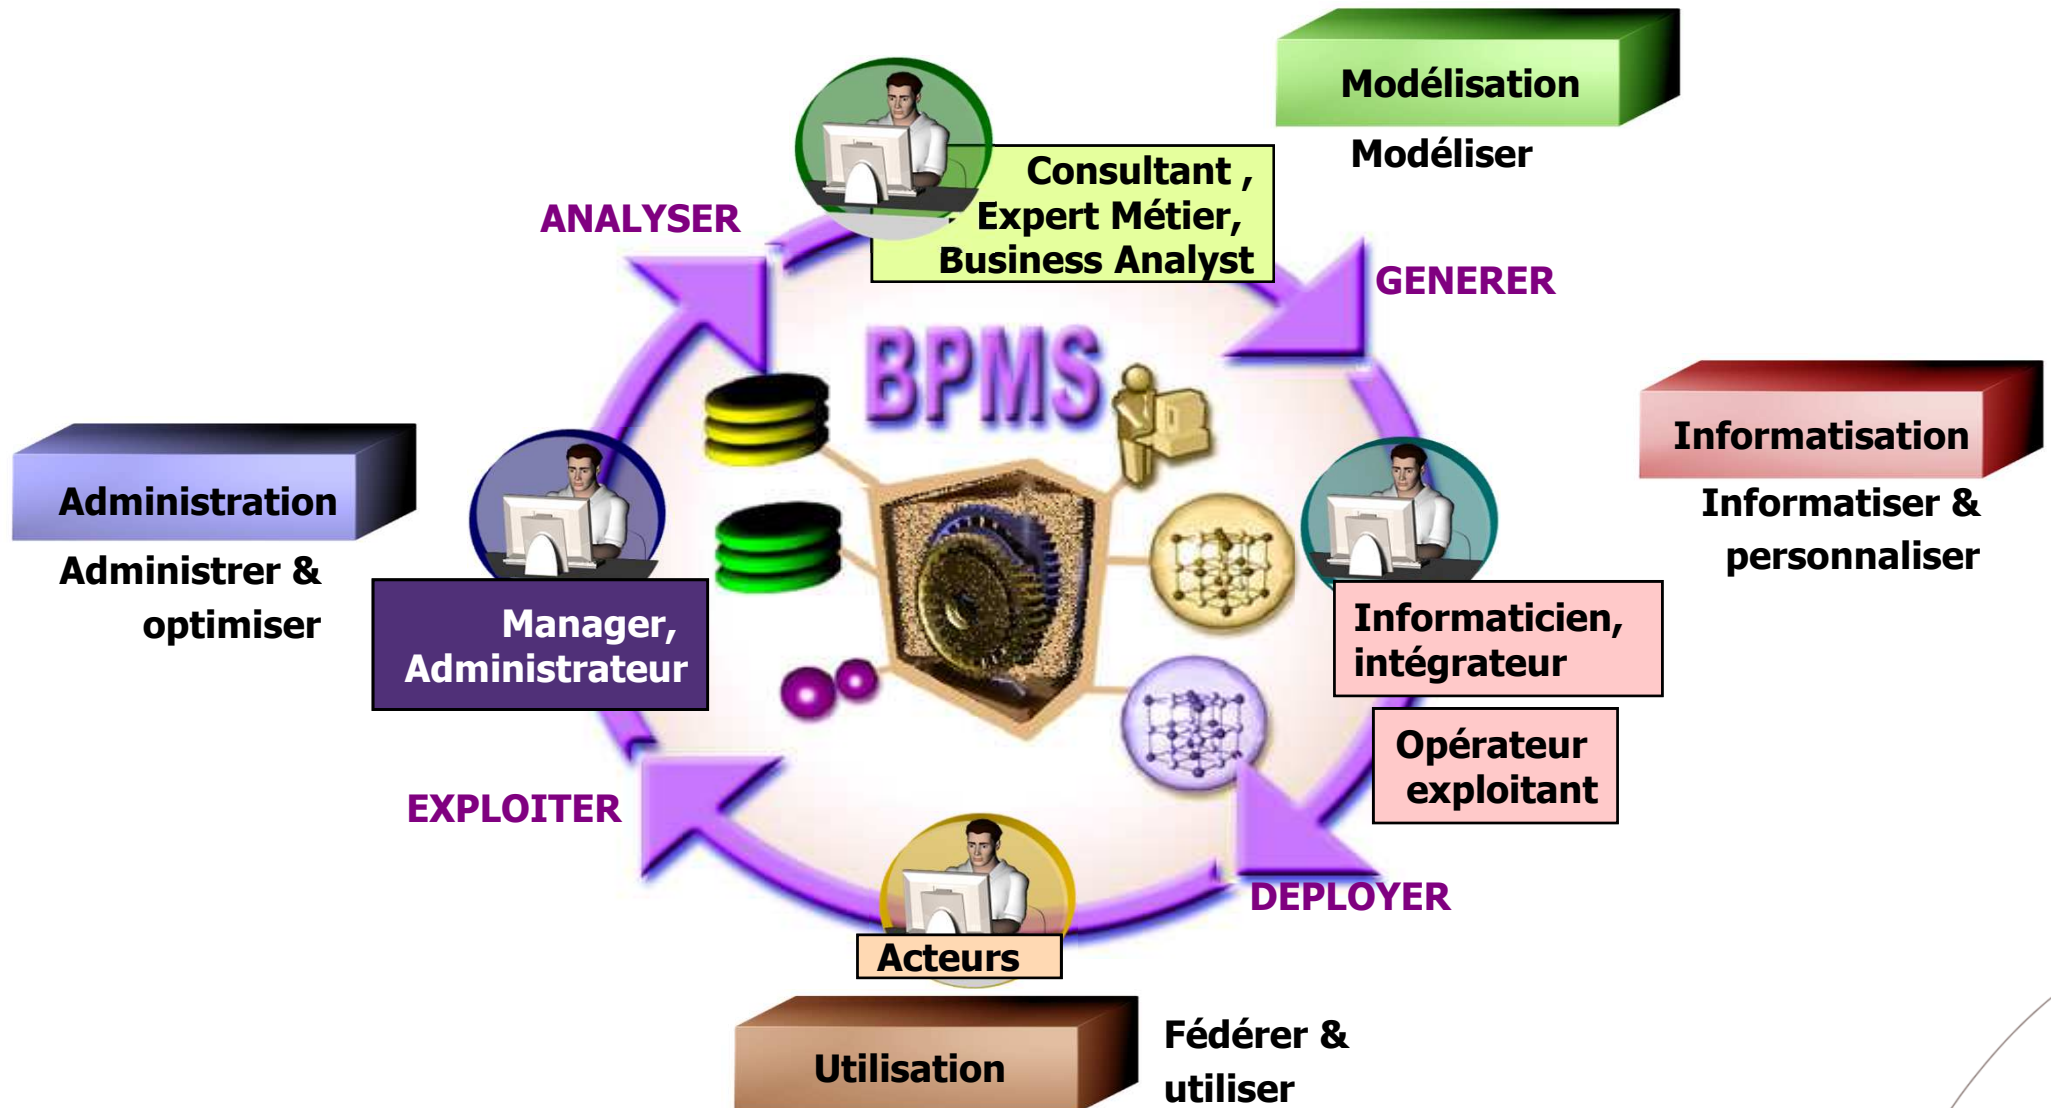 Modélisation
Modéliser
Consultant ,
Expert Métier,
Business Analyst
ANALYSER
GENERER
BPMS
Informatisation
Informatiser &
personnaliser
Administration
Administrer &
optimiser
Manager,
Administrateur
Informaticien,
intégrateur
Opérateur
exploitant
EXPLOITER
DEPLOYER
Acteurs
Utilisation
Fédérer &
utiliser